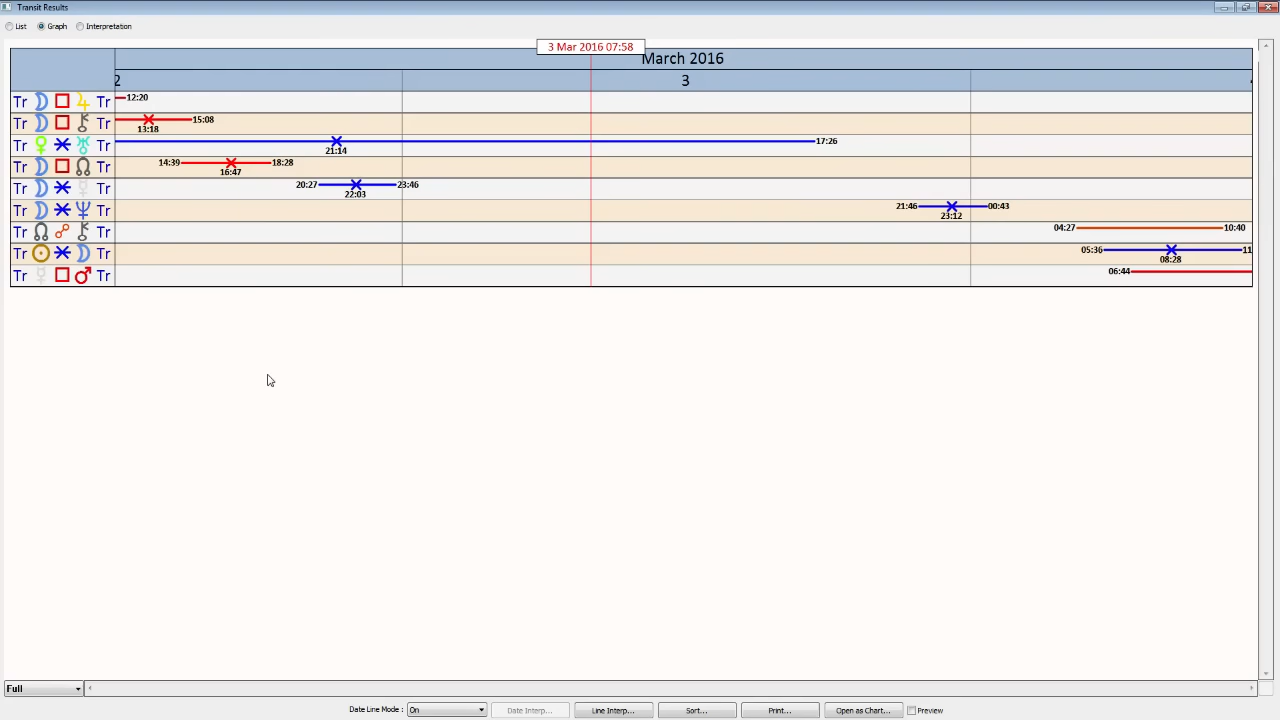 Transit Results
List Graph Interpretation
3 Mar 2016 07:58
March 2016
2 3 4
Tr Tr 12:20
Tr Tr 13:18 15:08
Tr Tr 21:14 17:26
Tr Tr 14:39 16:47 18:28
Tr Tr 20:27 22:03 23:46
Tr Tr 21:46 23:12 00:43
Tr Tr 04:27 10:40
Tr Tr 05:36 08:28 11
Tr Tr 06:44
Full
Date Line Mode : On Date Interp... Line Interp... Sort... Print... Open as Chart... Preview